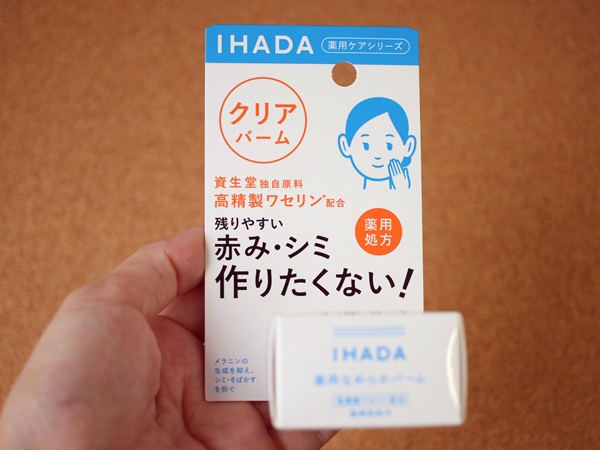 IHADA 薬用ケアシリーズ
クリア
バーム
資生堂独自原料
高精製ワセリン*配合
残りやすい
赤み・シミ
作りたくない!
薬用
処方
メラニンの
生成を抑え、
シミ・そばかす
を防ぐ
IHADA
薬用なめらかバーム